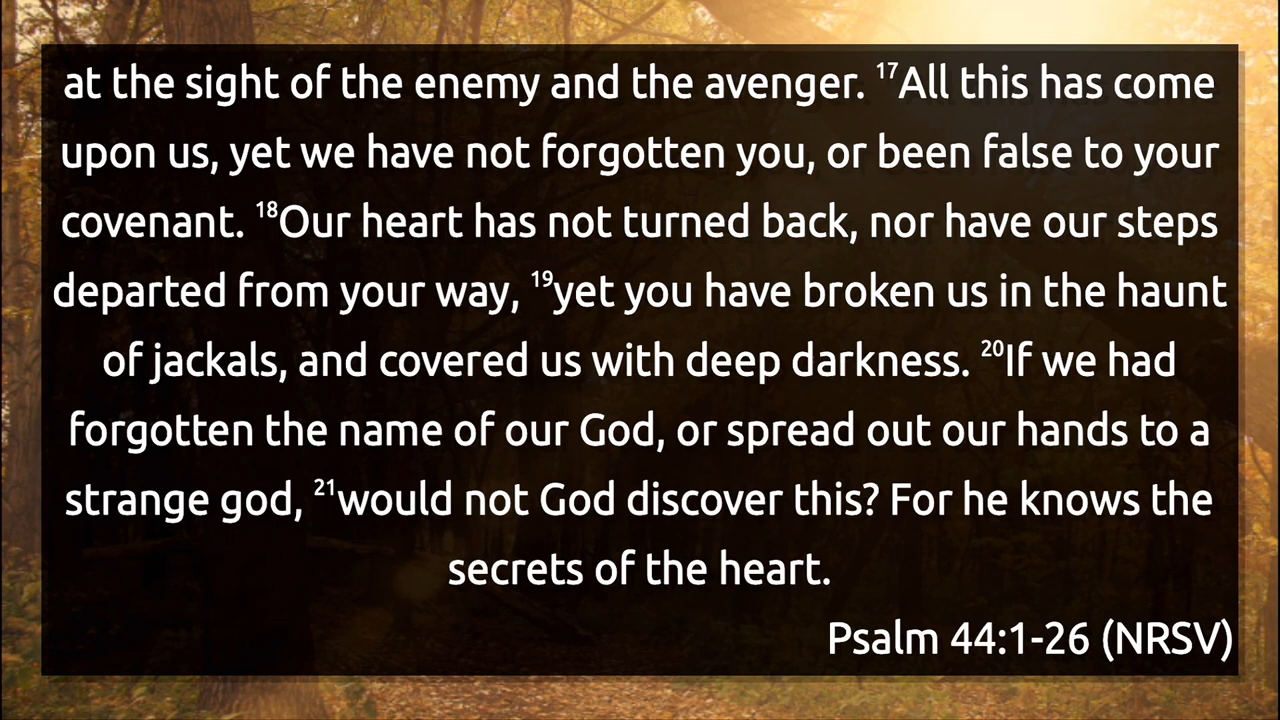 at the sight of the enemy and the avenger. ¹⁷All this has come
upon us, yet we have not forgotten you, or been false to your
covenant. ¹⁸Our heart has not turned back, nor have our steps
departed from your way, ¹⁹yet you have broken us in the haunt
of jackals, and covered us with deep darkness. ²⁰If we had
forgotten the name of our God, or spread out our hands to a
strange god, ²¹would not God discover this? For he knows the
secrets of the heart.
Psalm 44:1-26 (NRSV)